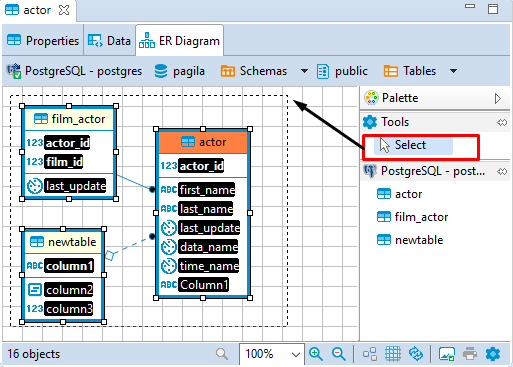 actor
Properties Data ER Diagram
PostgreSQL - postgres pagila Schemas public Tables
Palette
Tools
Select
PostgreSQL - post...
actor
film_actor
newtable
film_actor
123 actor_id
123 film_id
last_update
actor
123 actor_id
ABC first_name
ABC last_name
last_update
data_name
time_name
ABC Column1
newtable
ABC column1
column2
123 column3
16 objects
100%